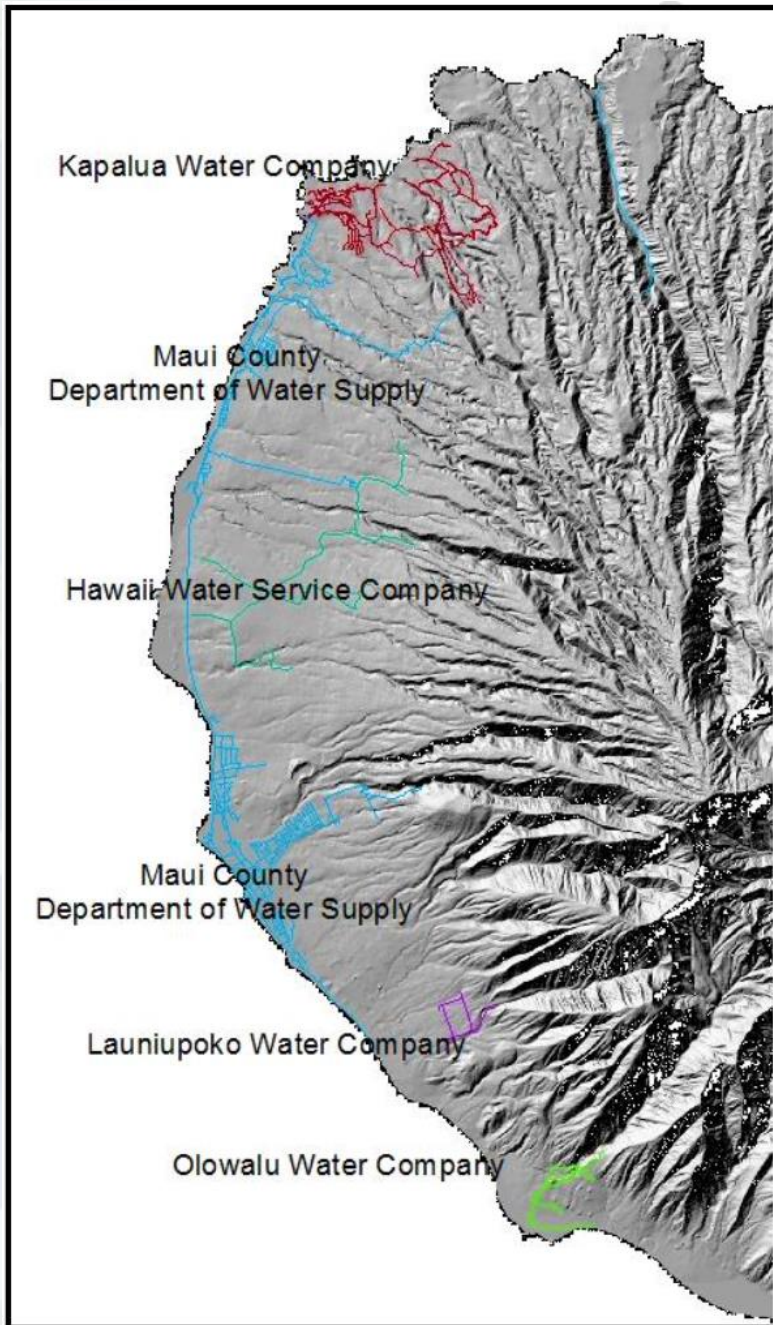 Kapalua Water Company
Maui County
Department of Water Supply
Hawaii Water Service Company
Maui County
Department of Water Supply
Launiupoko Water Company
Olowalu Water Company